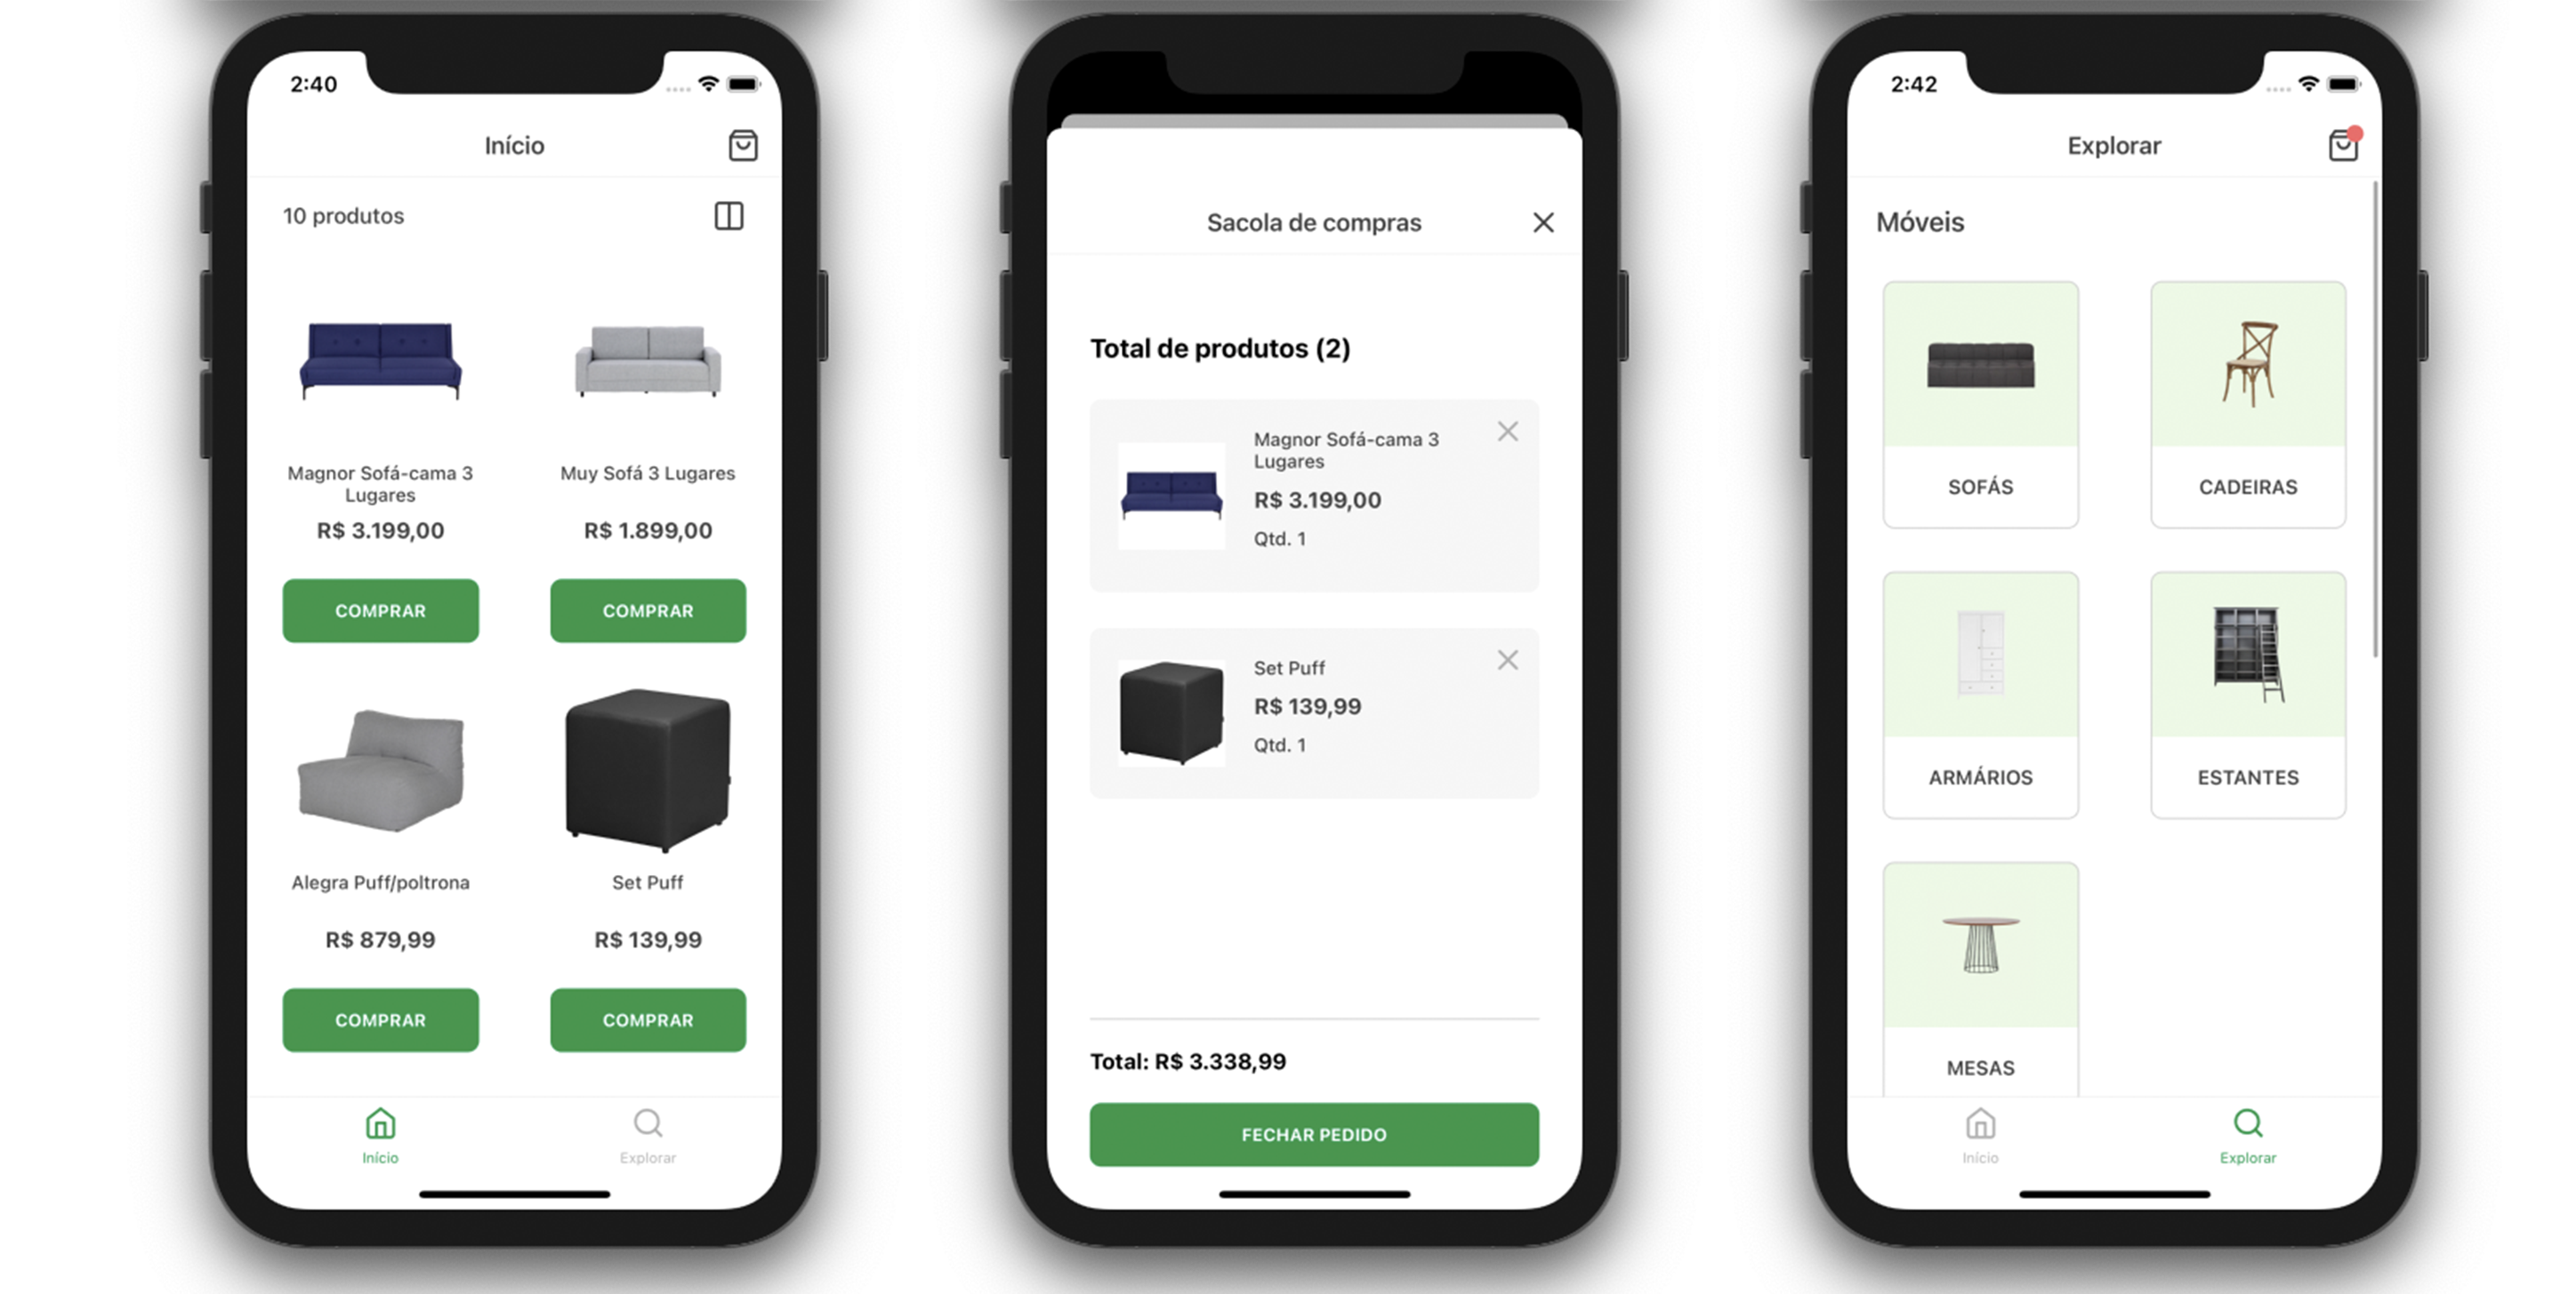 2:40
Início
10 produtos
Magnor Sofá-cama 3
Lugares
R$ 3.199,00
COMPRAR
Muy Sofá 3 Lugares
R$ 1.899,00
COMPRAR
Alegra Puff/poltrona
R$ 879,99
COMPRAR
Set Puff
R$ 139,99
COMPRAR
Início
Explorar
Sacola de compras
Total de produtos (2)
Magnor Sofá-cama 3
Lugares
R$ 3.199,00
Qtd. 1
Set Puff
R$ 139,99
Qtd. 1
Total: R$ 3.338,99
FECHAR PEDIDO
2:42
Explorar
Móveis
SOFÁS
CADEIRAS
ARMÁRIOS
ESTANTES
MESAS
Início
Explorar